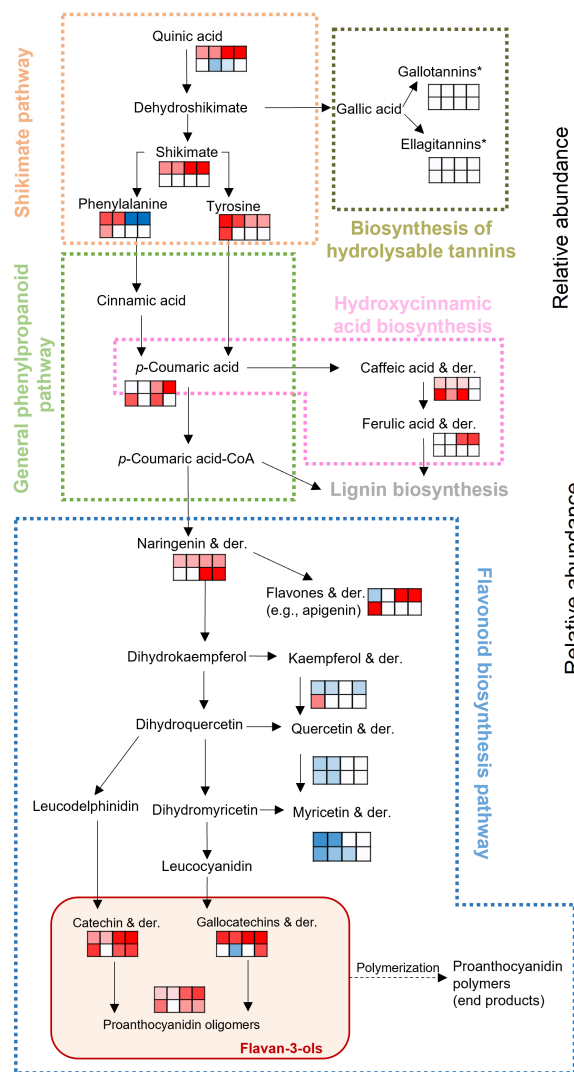 Shikimate pathway
Quinic acid
Dehydroshikimate
Shikimate
Phenylalanine
Tyrosine
Gallic acid
Gallotannins*
Ellagitannins*
Biosynthesis of
hydrolysable tannins
Relative abundance
General phenylpropanoid
pathway
Cinnamic acid
p-Coumaric acid
p-Coumaric acid-CoA
Hydroxycinnamic
acid biosynthesis
Caffeic acid & der.
Ferulic acid & der.
Lignin biosynthesis
Relative abundance
Flavonoid biosynthesis pathway
Naringenin & der.
Flavones & der.
(e.g., apigenin)
Dihydrokaempferol
Kaempferol & der.
Dihydroquercetin
Quercetin & der.
Leucodelphinidin
Dihydromyricetin
Myricetin & der.
Leucocyanidin
Catechin & der.
Gallocatechins & der.
Proanthocyanidin oligomers
Flavan-3-ols
Polymerization
Proanthocyanidin
polymers
(end products)